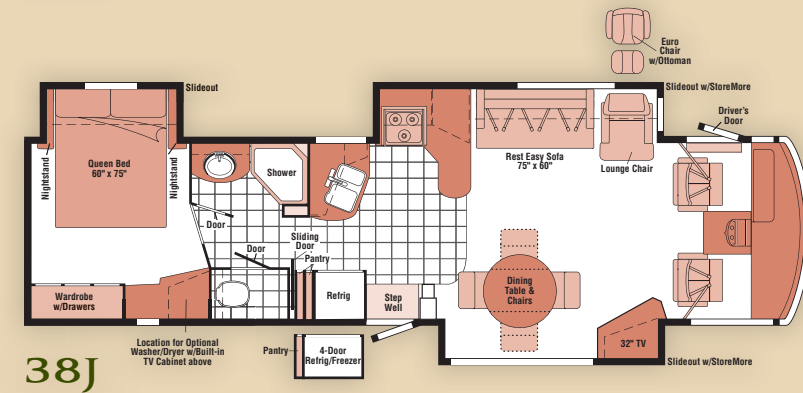 Euro
Chair
w/Ottoman
Slideout
Slideout w/StoreMore
Driver's
Door
Nightstand
Queen Bed
60" x 75"
Nightstand
Shower
Rest Easy Sofa
75" x 60"
Lounge Chair
Door
Door
Sliding
Door
Pantry
Wardrobe
w/Drawers
Refrig
Step
Well
Dining
Table &
Chairs
32" TV
Location for Optional
Washer/Dryer w/Built-in
TV Cabinet above
Pantry
4-Door
Refrig/Freezer
Slideout w/StoreMore
38J